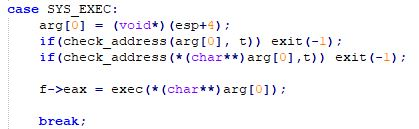 case SYS_EXEC:
arg[0] = (void*)(esp+4);
if(check_address(arg[0], t)) exit(-1);
if(check_address(*(char**)arg[0],t)) exit(-1);
f->eax = exec(*(char**)arg[0]);
break;